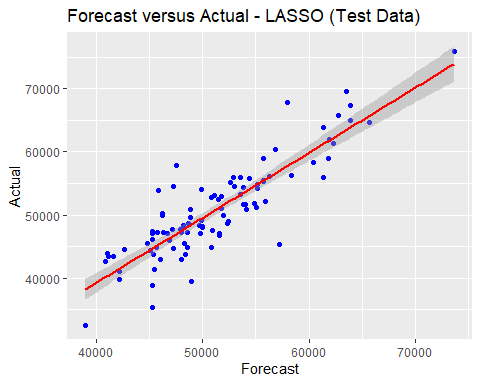 Forecast versus Actual - LASSO (Test Data)
70000
60000
50000
40000
Actual
40000 50000 60000 70000
Forecast